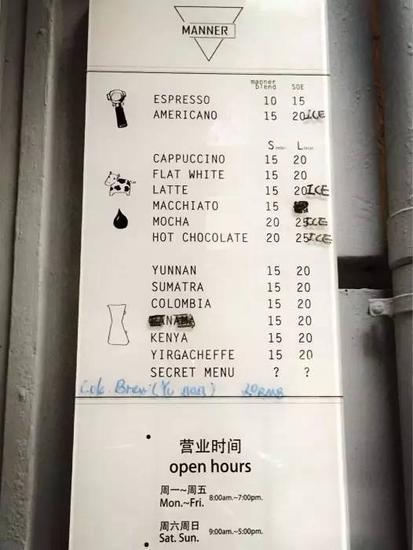 MANNER
manner blend SOE
ESPRESSO 10 15
AMERICANO 15 20 ICE
Small Large
CAPPUCCINO 15 20
FLAT WHITE 15 20
LATTE 15 20 ICE
MACCHIATO 15
MOCHA 20 25 ICE
HOT CHOCOLATE 20 25 ICE
YUNNAN 15 20
SUMATRA 15 20
COLOMBIA 15 20
15 20
KENYA 15 20
YIRGACHEFFE 15 20
SECRET MENU ? ?
Brew (Yu nan) 20RMB
营业时间
open hours
周一~周五
Mon.~Fri. 8:00am.~7:00pm.
周六周日
Sat. Sun. 9:00am.~5:00pm.